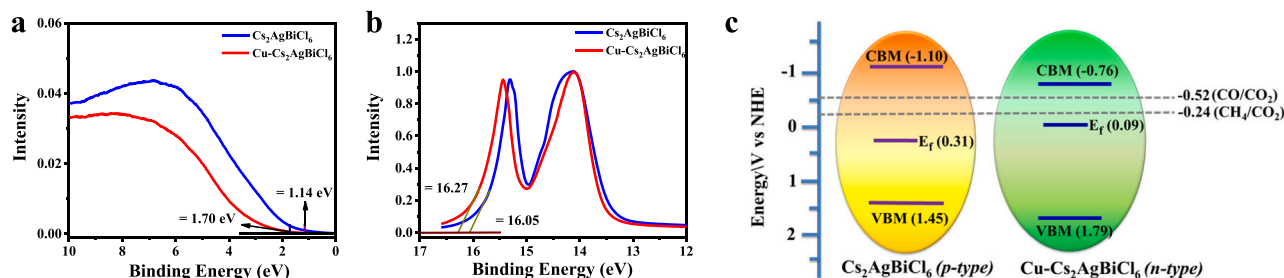 a
Cs₂AgBiCl₆
Cu-Cs₂AgBiCl₆
= 1.14 eV
= 1.70 eV
Intensity
0.06
0.04
0.02
0.00
10
8
6
4
2
0
Binding Energy (eV)
b
Cs₂AgBiCl₆
Cu-Cs₂AgBiCl₆
= 16.27
= 16.05
Intensity
1.2
1.0
0.8
0.6
0.4
0.2
0.0
17
16
15
14
13
12
Binding Energy (eV)
c
Energy\V vs NHE
-1
0
1
2
CBM (-1.10)
E_f (0.31)
VBM (1.45)
Cs₂AgBiCl₆ (p-type)
CBM (-0.76)
E_f (0.09)
VBM (1.79)
Cu-Cs₂AgBiCl₆ (n-type)
-0.52 (CO/CO₂)
-0.24 (CH₄/CO₂)